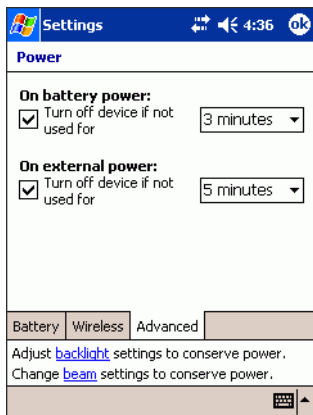 Settings 4:36 ok
Power
On battery power:
Turn off device if not
used for
3 minutes
On external power:
Turn off device if not
used for
5 minutes
Battery Wireless Advanced
Adjust backlight settings to conserve power.
Change beam settings to conserve power.